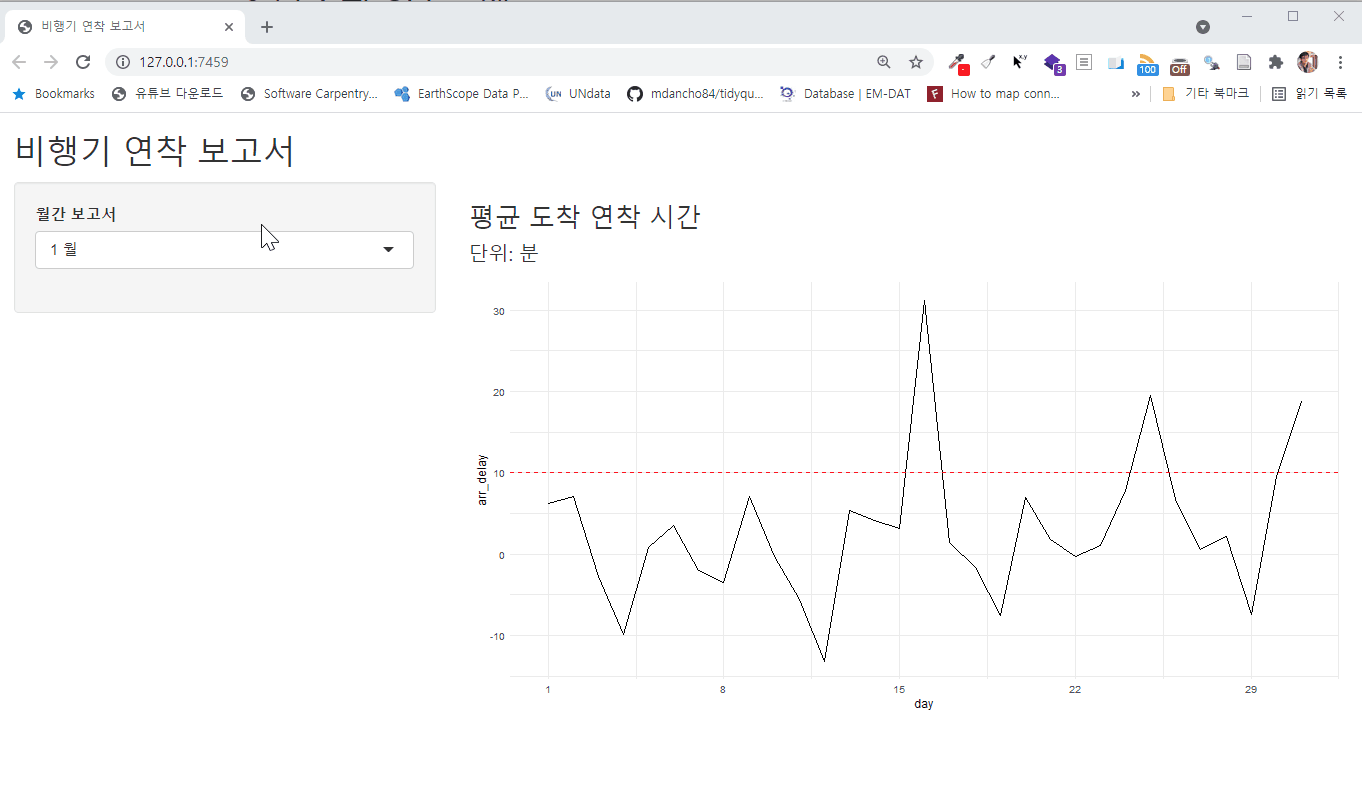 비행기 연착 보고서
127.0.0.1:7459
Bookmarks 유튜브 다운로드 Software Carpentry... EarthScope Data P... UNdata mdancho84/tidyqu... Database | EM-DAT How to map conn... » 기타 북마크 읽기 목록
3 100 Off
비행기 연착 보고서
월간 보고서
1 월
평균 도착 연착 시간
단위: 분
30
20
10
0
-10
arr_delay
1 8 15 22 29
day